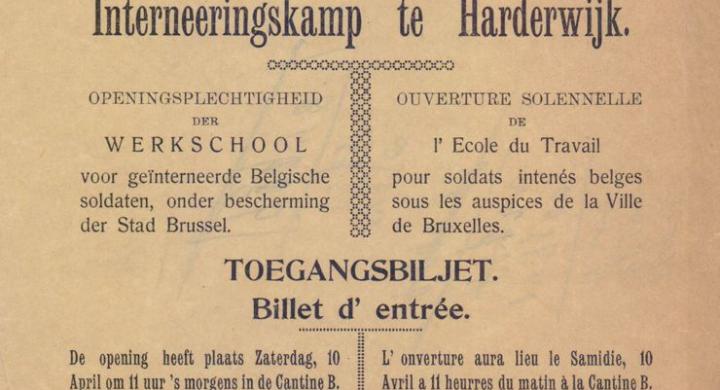 Interneeringskamp te Harderwijk.
OPENINGSPLECHTIGHEID
DER
WERKSCHOOL
voor geïnterneerde Belgische
soldaten, onder bescherming
der Stad Brussel.
OUVERTURE SOLENNELLE
DE
l' Ecole du Travail
pour soldats intenés belges
sous les auspices de la Ville
de Bruxelles.
TOEGANGSBILJET.
Billet d' entrée.
De opening heeft plaats Zaterdag, 10
April om 11 uur 's morgens in de Cantine B.
L' onverture aura lieu le Samidie, 10
Avril a 11 heurres du matin à la Cantine B.